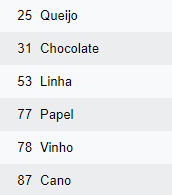 25 Queijo
31 Chocolate
53 Linha
77 Papel
78 Vinho
87 Cano